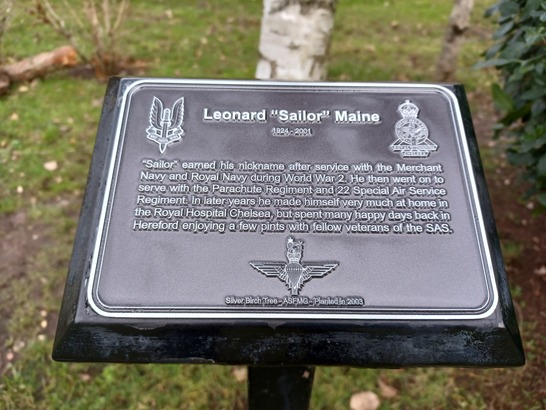 Leonard "Sailor" Maine
1924 - 2001
"Sailor" earned his nickname after service with the Merchant
Navy and Royal Navy during World War 2. He then went on to
serve with the Parachute Regiment and 22 Special Air Service
Regiment. In later years he made himself very much at home in
the Royal Hospital Chelsea, but spent many happy days back in
Hereford enjoying a few pints with fellow veterans of the SAS.
Silver Birch Tree - ASFMG - Planted in 2003